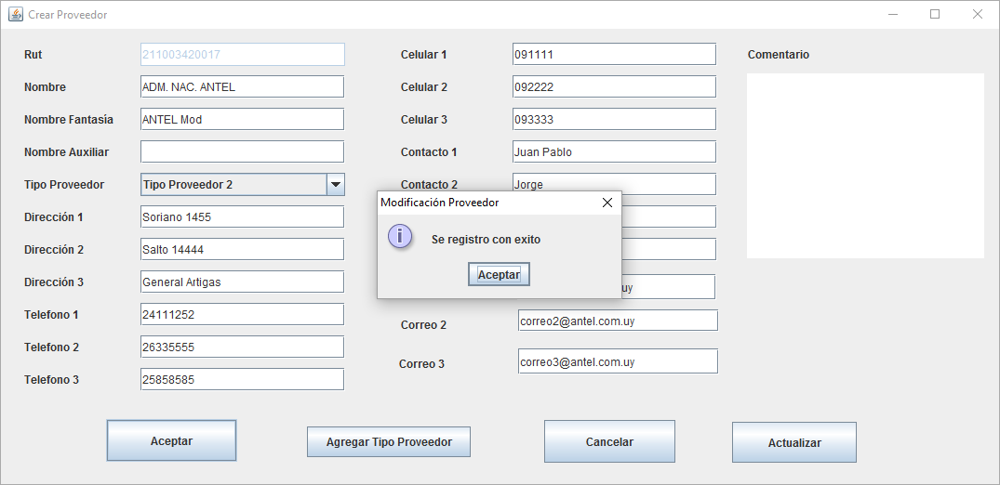 Crear Proveedor
Rut 211003420017
Nombre ADM. NAC. ANTEL
Nombre Fantasía ANTEL Mod
Nombre Auxiliar
Tipo Proveedor Tipo Proveedor 2
Dirección 1 Soriano 1455
Dirección 2 Salto 14444
Dirección 3 General Artigas
Telefono 1 24111252
Telefono 2 26335555
Telefono 3 25858585
Celular 1 091111
Celular 2 092222
Celular 3 093333
Contacto 1 Juan Pablo
Contacto 2 Jorge
Modificación Proveedor
i
Se registro con exito
Aceptar
uy
Correo 2 correo2@antel.com.uy
Correo 3 correo3@antel.com.uy
Comentario
Aceptar
Agregar Tipo Proveedor
Cancelar
Actualizar